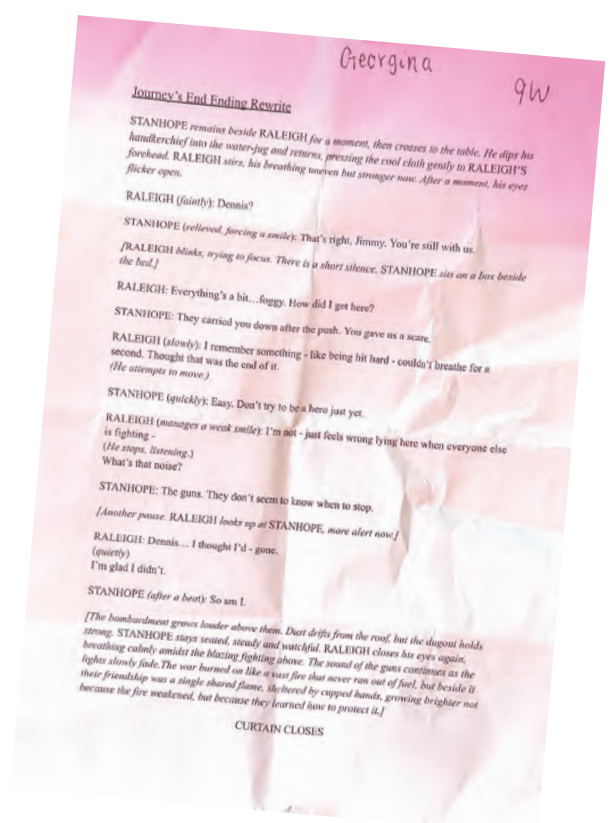 Georgina
9W
Journey's End Ending Rewrite
STANHOPE remains beside RALEIGH for a moment, then crosses to the table. He dips his
handkerchief into the water-jug and returns, pressing the cool cloth gently to RALEIGH'S
forehead. RALEIGH stirs, his breathing uneven but stronger now. After a moment, his eyes
flicker open.
RALEIGH (faintly): Dennis?
STANHOPE (relieved, forcing a smile): That's right, Jimmy. You're still with us.
[RALEIGH blinks, trying to focus. There is a short silence. STANHOPE sits on a box beside
the bed.]
RALEIGH: Everything's a bit…foggy. How did I get here?
STANHOPE: They carried you down after the push. You gave us a scare.
RALEIGH (slowly): I remember something - like being hit hard - couldn't breathe for a
second. Thought that was the end of it.
(He attempts to move.)
STANHOPE (quickly): Easy. Don't try to be a hero just yet.
RALEIGH (manages a weak smile): I'm not - just feels wrong lying here when everyone else
is fighting -
(He stops, listening.)
What's that noise?
STANHOPE: The guns. They don't seem to know when to stop.
[Another pause. RALEIGH looks up at STANHOPE, more alert now.]
RALEIGH: Dennis… I thought I'd - gone.
(quietly)
I'm glad I didn't.
STANHOPE (after a beat): So am I.
[The bombardment grows louder above them. Dust drifts from the roof, but the dugout holds
strong. STANHOPE stays seated, steady and watchful. RALEIGH closes his eyes again,
breathing calmly amidst the blazing fighting above. The sound of the guns continues as the
lights slowly fade.The war burned on like a vast fire that never ran out of fuel, but beside it
their friendship was a single shared flame, sheltered by cupped hands, growing brighter not
because the fire weakened, but because they learned how to protect it.]
CURTAIN CLOSES